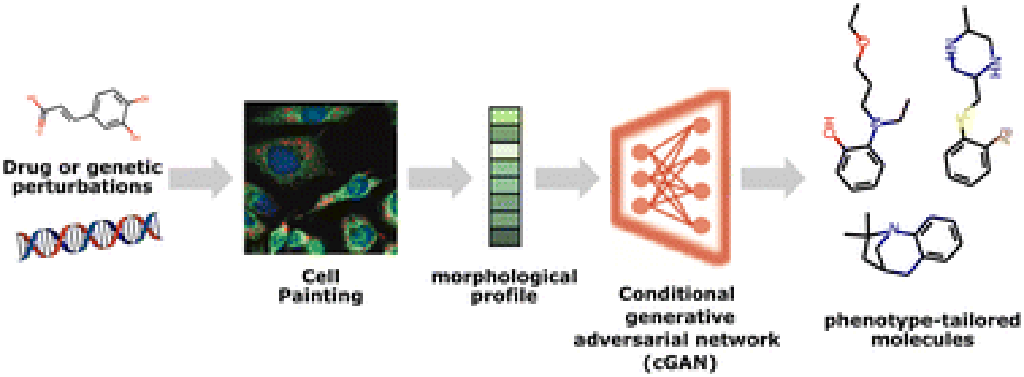 Drug or genetic
perturbations
Cell
Painting
morphological
profile
Conditional
generative
adversarial network
(cGAN)
phenotype-tailored
molecules